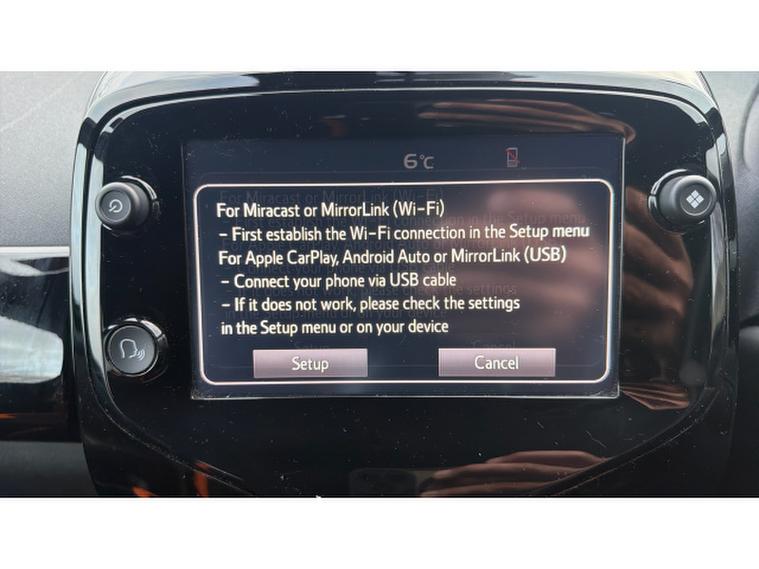 6°C
For Miracast or MirrorLink (Wi-Fi)
– First establish the Wi-Fi connection in the Setup menu
For Apple CarPlay, Android Auto or MirrorLink (USB)
– Connect your phone via USB cable
– If it does not work, please check the settings
in the Setup menu or on your device
Setup Cancel